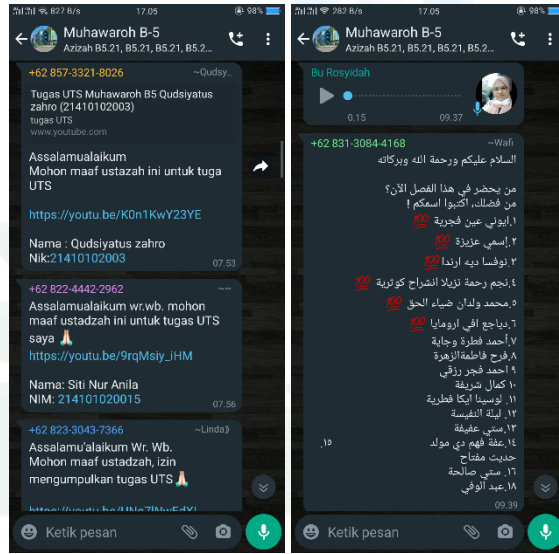 827 B/s 17.05 98%
Muhawaroh B-5
Azizah B5.21, B5.21, B5.21, B5.2...
+62 857-3321-8026 ~Qudsy..
Tugas UTS Muhawaroh B5 Qudsiyatus
zahro (21410102003)
tugas UTS
www.youtube.com
Assalamualaikum
Mohon maaf ustazah ini untuk tuga
UTS
https://youtu.be/K0n1KwY23YE
Nama : Qudsiyatus zahro
Nik:21410102003
07.53
+62 822-4442-2962 ~~
Assalamualaikum wr.wb. mohon
maaf ustadzah ini untuk tugas UTS
saya 🙏🏻
https://youtu.be/9rqMsiy_iHM
Nama: Siti Nur Anila
NIM: 214101020015
07.56
+62 823-3043-7366 ~Linda⟫
Assalamu'alaikum Wr. Wb.
Mohon maaf ustadzah, izin
mengumpulkan tugas UTS🙏🏻
Ketik pesan
282 B/s 17.05 98%
Muhawaroh B-5
Azizah B5.21, B5.21, B5.21, B5.2...
Bu Rosyidah
0.15 09.37
+62 831-3084-4168 ~Wafi
السلام عليكم ورحمة الله وبركاته
من يحضر في هذا الفصل الآن؟
من فضلك، اكتبوا اسمكم !
١.ايوني عين فجرية 💯
٢.إسمي عزيزة 💯
٣.نوفسا ديه ارندا 💯
٤.نجم رحمة نزيلا انشراح كوثرية 💯
٥.محمد ولدان ضياء الحق 💯
٦.دياجع افي ارومايا 💯
٧.أحمد فطرة وجاية
٨.فرح فاطمةالزهرة
٩ احمد فجر رزقي
١٠ كمال شريفة
١١ لوسينا ايكا فطرية
١٢. ليلة النفيسة
١٣.ستي عفيفة
١٤.عفة فهم دي مولد ١٥.
حديث مفتاح
١٦. ستي صالحة
١٨.عبد الوفي
09.39
Ketik pesan